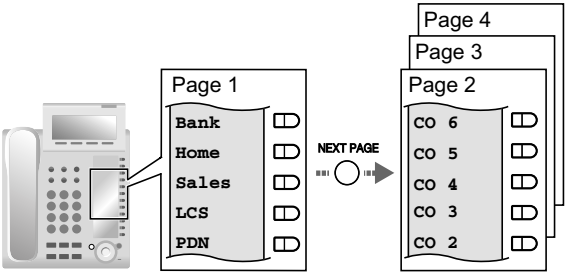 Page 4
Page 3
Page 1
Page 2
Bank
Home
Sales
LCS
PDN
NEXT PAGE
CO 6
CO 5
CO 4
CO 3
CO 2